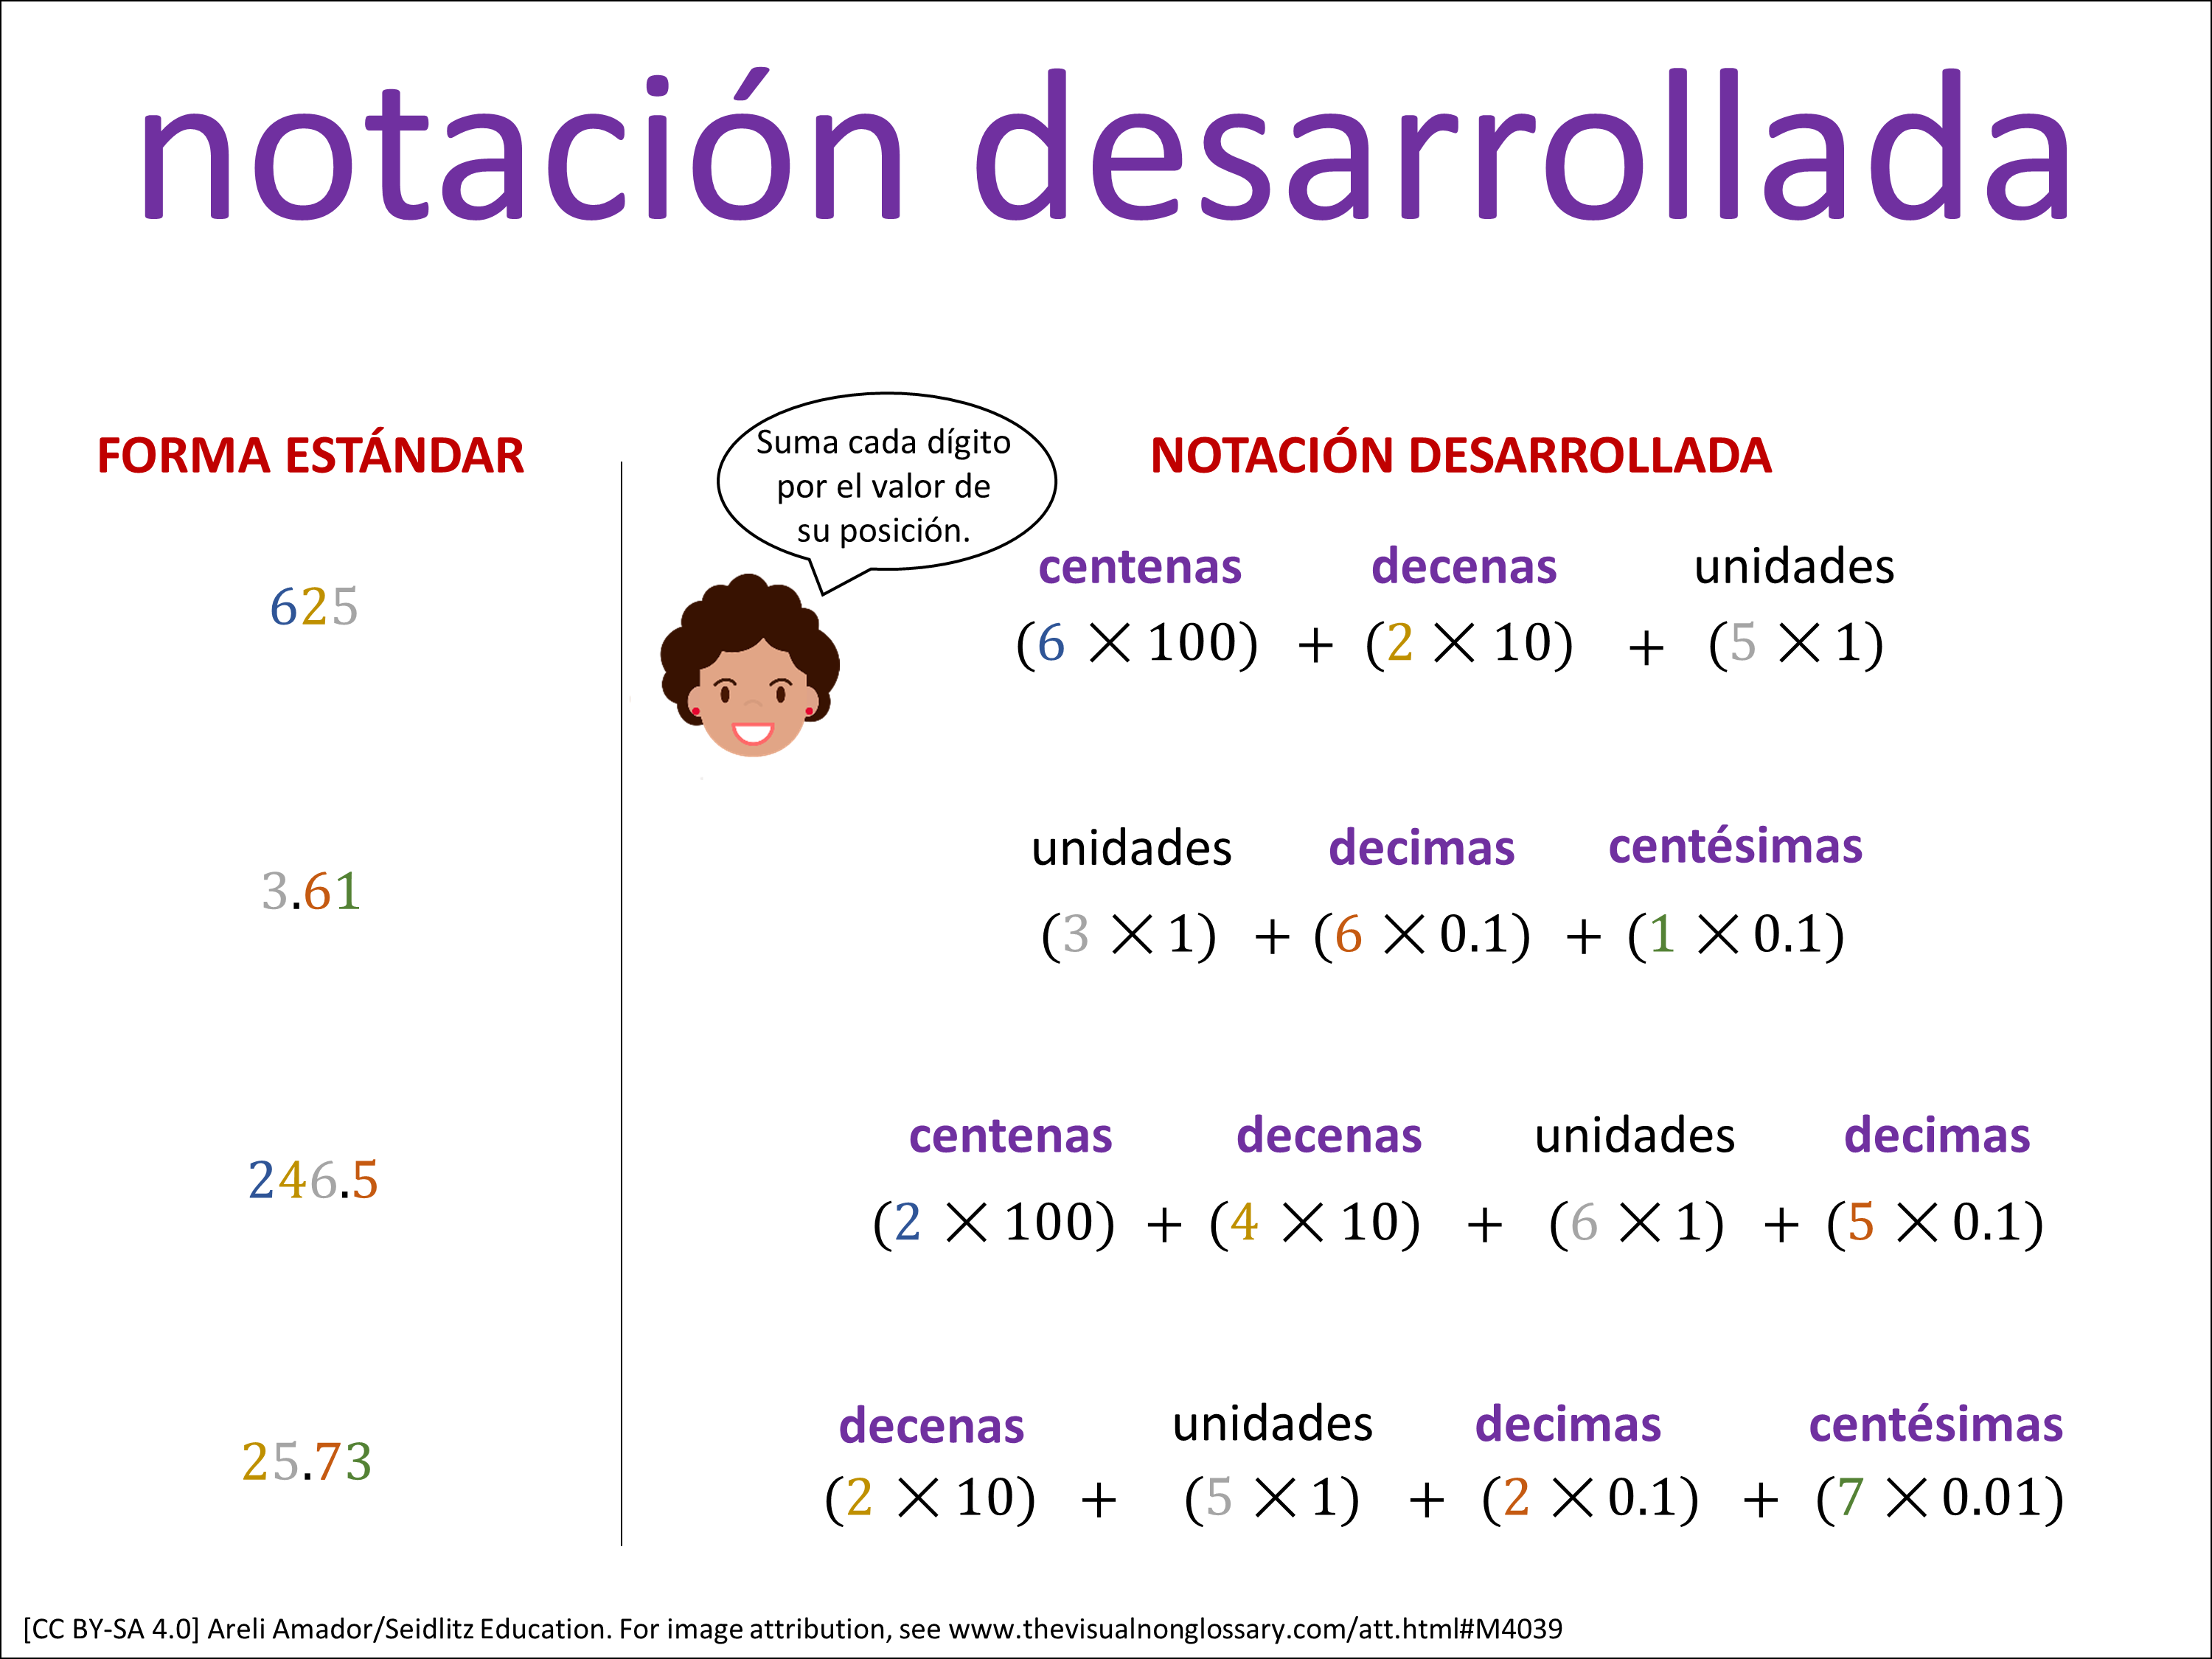 notación desarrollada
FORMA ESTÁNDAR
Suma cada dígito
por el valor de
su posición.
NOTACIÓN DESARROLLADA
centenas decenas unidades
625
(6 × 100) + (2 × 10) + (5 × 1)
unidades decimas centésimas
3.61
(3 × 1) + (6 × 0.1) + (1 × 0.1)
centenas decenas unidades decimas
246.5
(2 × 100) + (4 × 10) + (6 × 1) + (5 × 0.1)
decenas unidades decimas centésimas
25.73
(2 × 10) + (5 × 1) + (2 × 0.1) + (7 × 0.01)
[CC BY-SA 4.0] Areli Amador/Seidlitz Education. For image attribution, see www.thevisualnonglossary.com/att.html#M4039